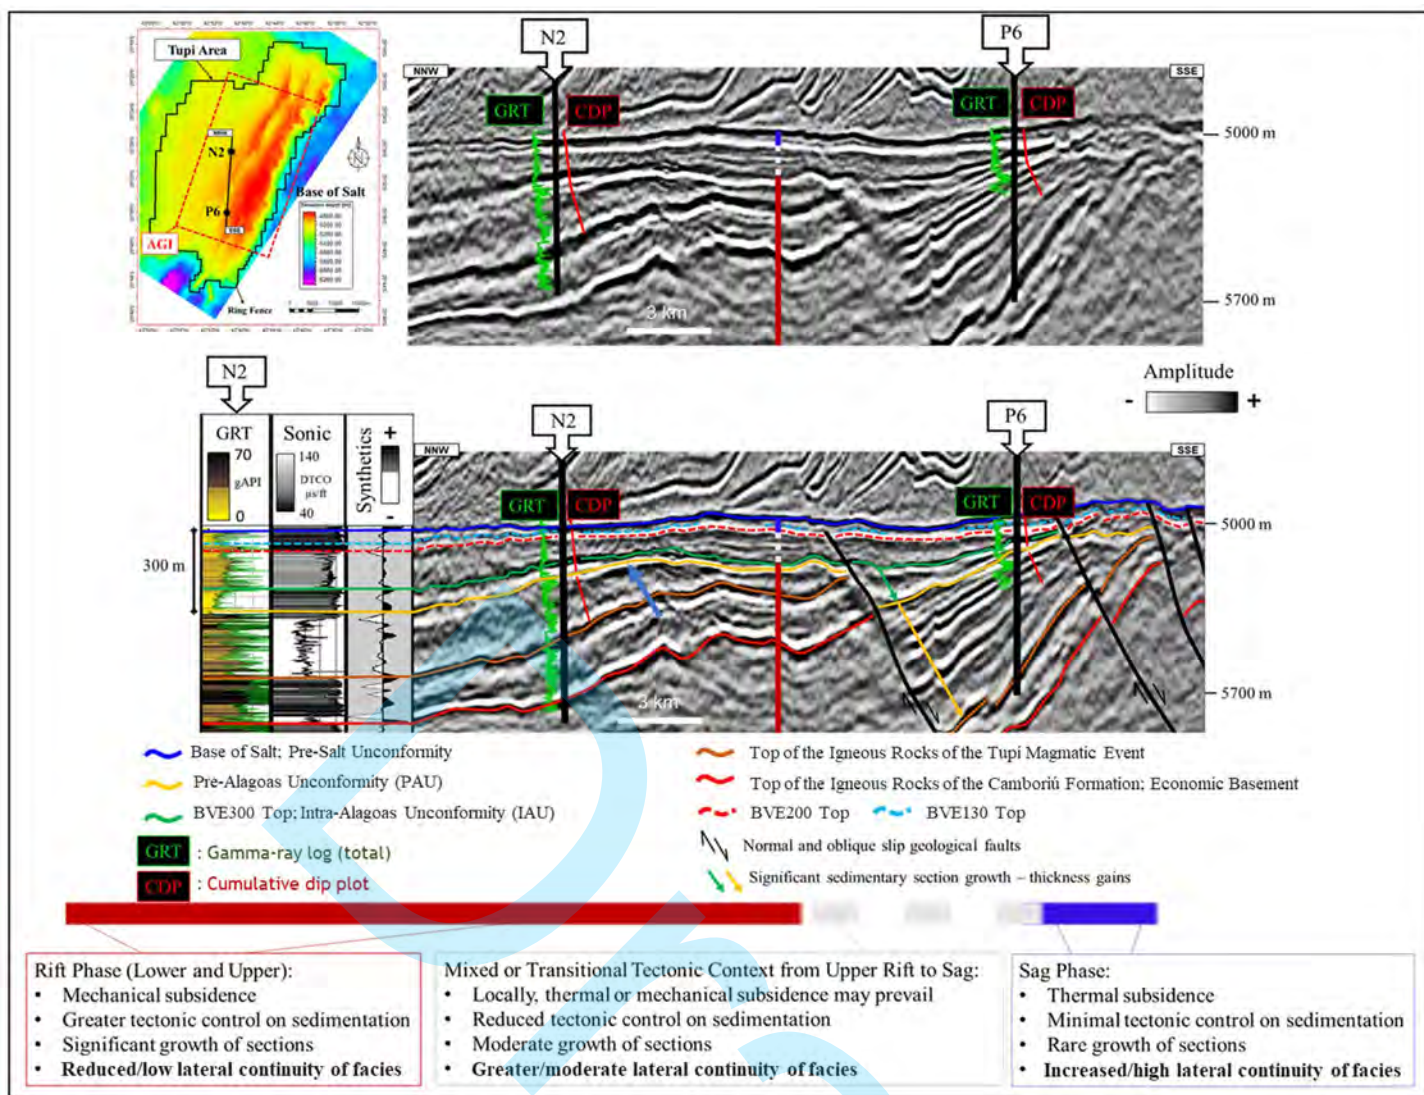 Tupi Area
N2
P6
Base of Salt
AGI
Ring Fence
N
N2
P6
NNW
SSE
GRT
CDP
GRT
CDP
5000 m
5700 m
3 km
Amplitude
- +
N2
GRT
70
gAPI
0
Sonic
140
DTCO
µs/ft
40
Synthetics
+
-
300 m
N2
P6
NNW
SSE
GRT
CDP
GRT
CDP
5000 m
5700 m
3 km
Base of Salt; Pre-Salt Unconformity
Pre-Alagoas Unconformity (PAU)
BVE300 Top; Intra-Alagoas Unconformity (IAU)
GRT : Gamma-ray log (total)
CDP : Cumulative dip plot
Top of the Igneous Rocks of the Tupi Magmatic Event
Top of the Igneous Rocks of the Camboriú Formation; Economic Basement
BVE200 Top BVE130 Top
Normal and oblique slip geological faults
Significant sedimentary section growth – thickness gains
Rift Phase (Lower and Upper):
• Mechanical subsidence
• Greater tectonic control on sedimentation
• Significant growth of sections
• Reduced/low lateral continuity of facies
Mixed or Transitional Tectonic Context from Upper Rift to Sag:
• Locally, thermal or mechanical subsidence may prevail
• Reduced tectonic control on sedimentation
• Moderate growth of sections
• Greater/moderate lateral continuity of facies
Sag Phase:
• Thermal subsidence
• Minimal tectonic control on sedimentation
• Rare growth of sections
• Increased/high lateral continuity of facies